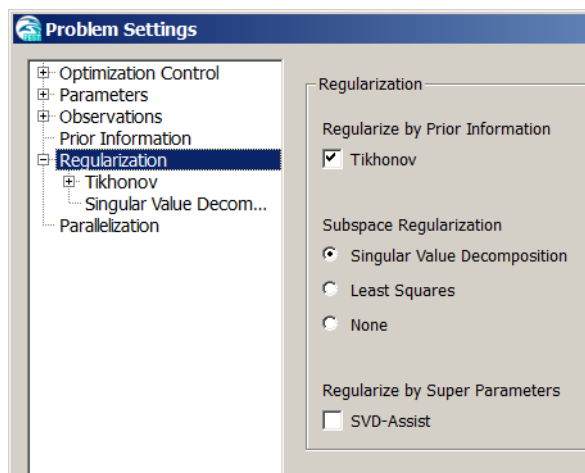 Problem Settings
Optimization Control
Parameters
Observations
Prior Information
Regularization
Tikhonov
Singular Value Decom...
Parallelization
Regularization
Regularize by Prior Information
Tikhonov
Subspace Regularization
Singular Value Decomposition
Least Squares
None
Regularize by Super Parameters
SVD-Assist